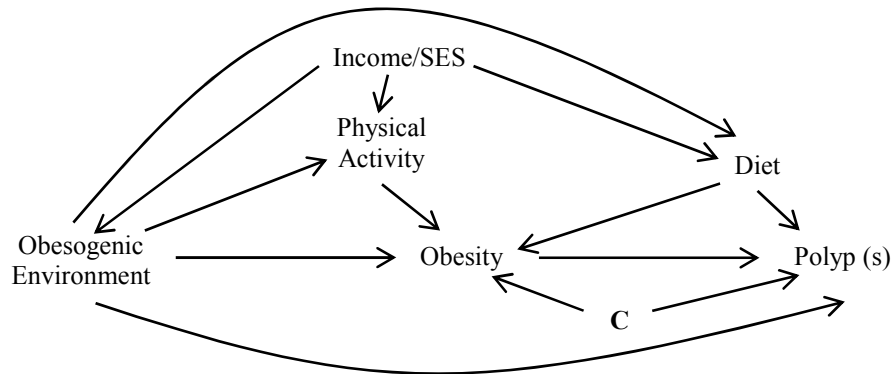 Income/SES
Physical
Activity
Diet
Obesogenic
Environment
Obesity
Polyp (s)
C